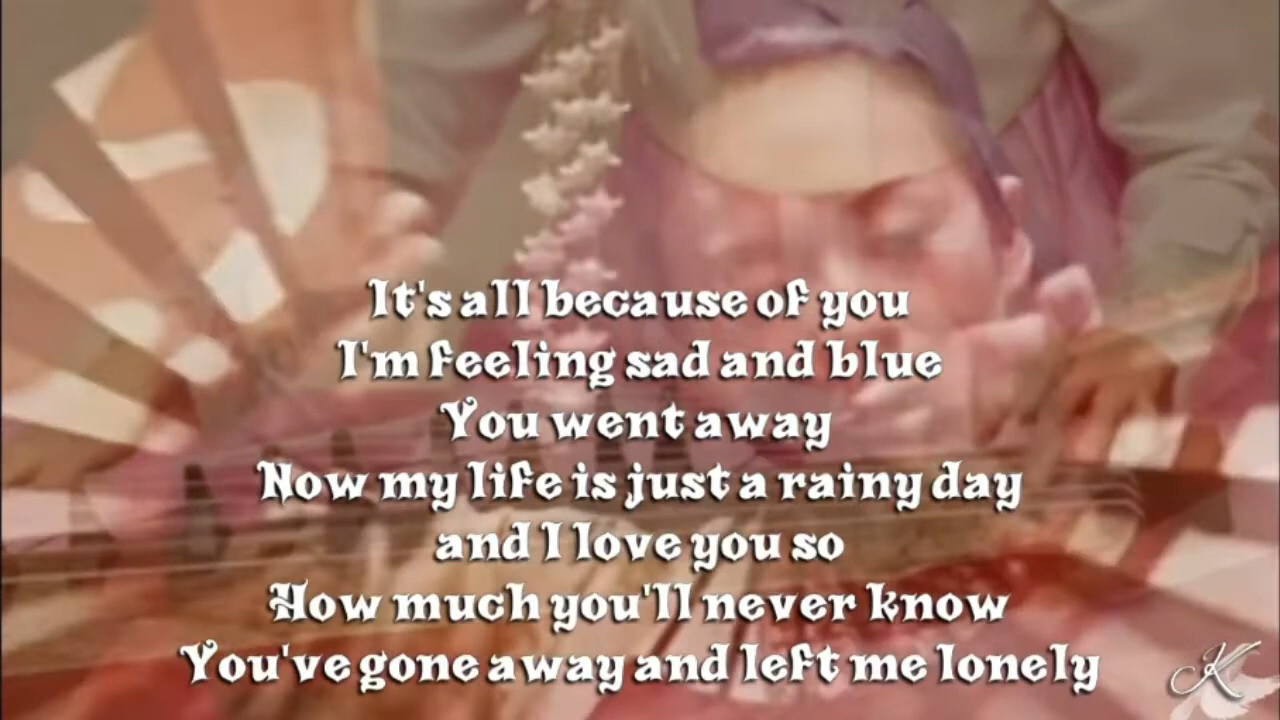 It's all because of you
I'm feeling sad and blue
You went away
Now my life is just a rainy day
and I love you so
How much you'll never know
You've gone away and left me lonely
K